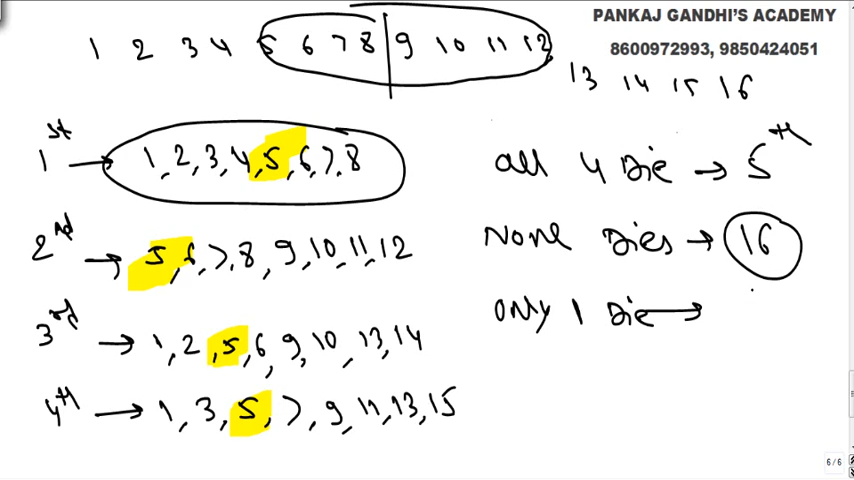 PANKAJ GANDHI'S ACADEMY
8600972993, 9850424051
1 2 3 4 5 6 7 8 9 10 11 12
13 14 15 16
1st → 1, 2, 3, 4, 5, 6, 7, 8
All 4 Die → 5th
2nd → 5, 6, 7, 8, 9, 10, 11, 12
None Dies → 16
3rd → 1, 2, 5, 6, 9, 10, 13, 14
only 1 Die →
4th → 1, 3, 5, 7, 9, 11, 13, 15
6/6